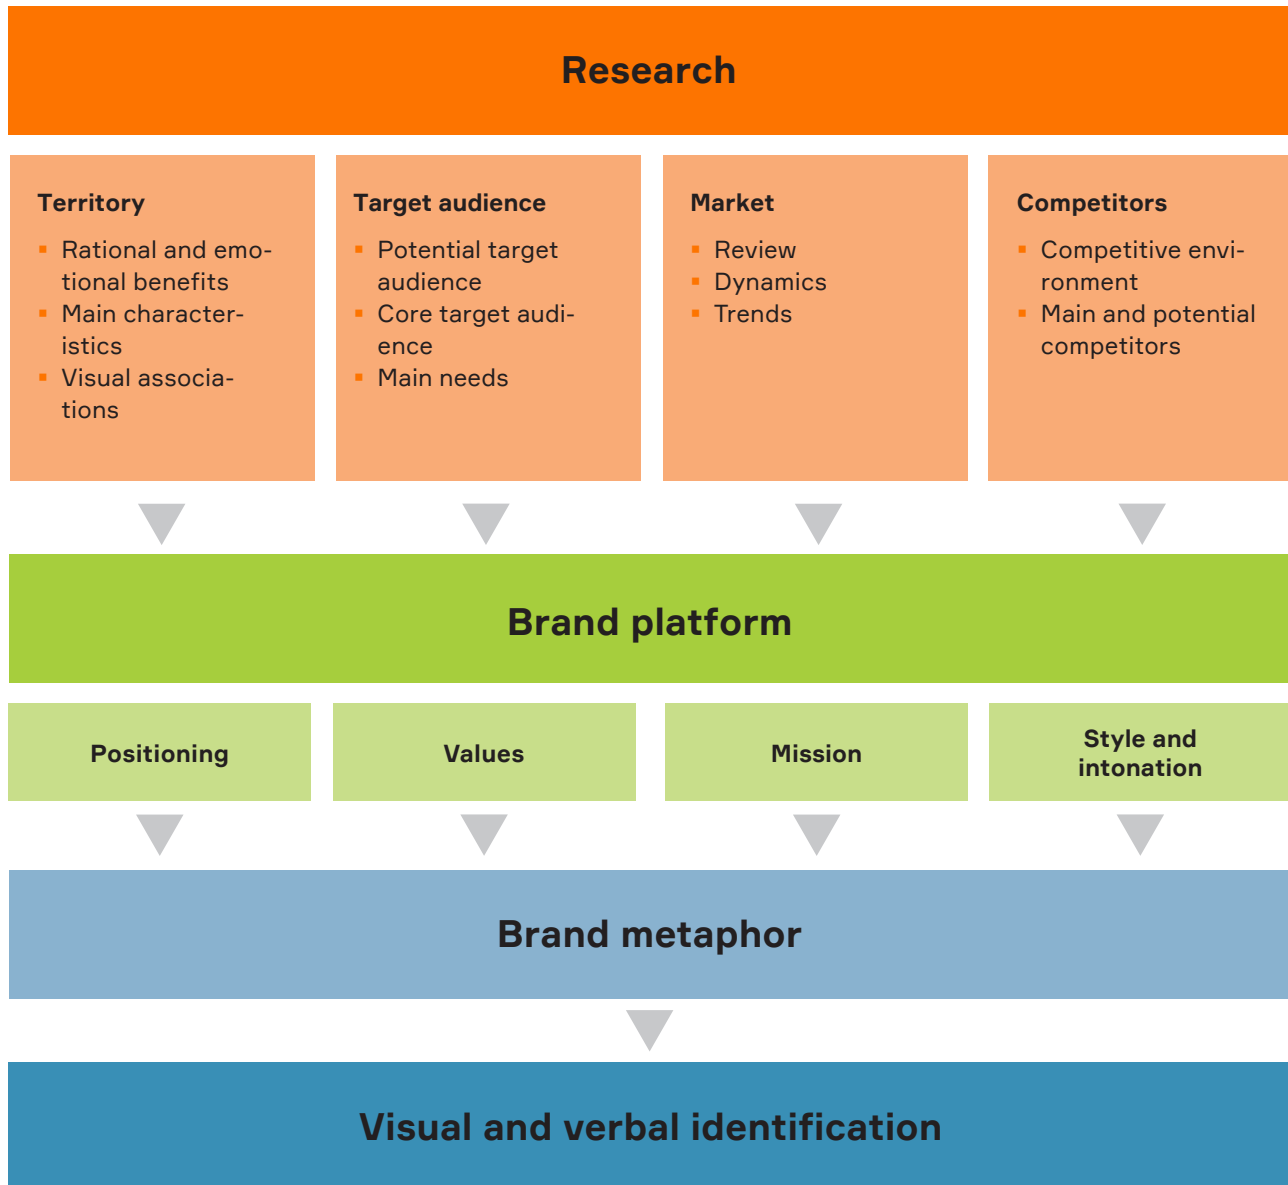 Research
Territory
Rational and emo-
tional benefits
Main character-
istics
Visual associa-
tions
Target audience
Potential target
audience
Core target audi-
ence
Main needs
Market
Review
Dynamics
Trends
Competitors
Competitive envi-
ronment
Main and potential
competitors
Brand platform
Positioning
Values
Mission
Style and
intonation
Brand metaphor
Visual and verbal identification